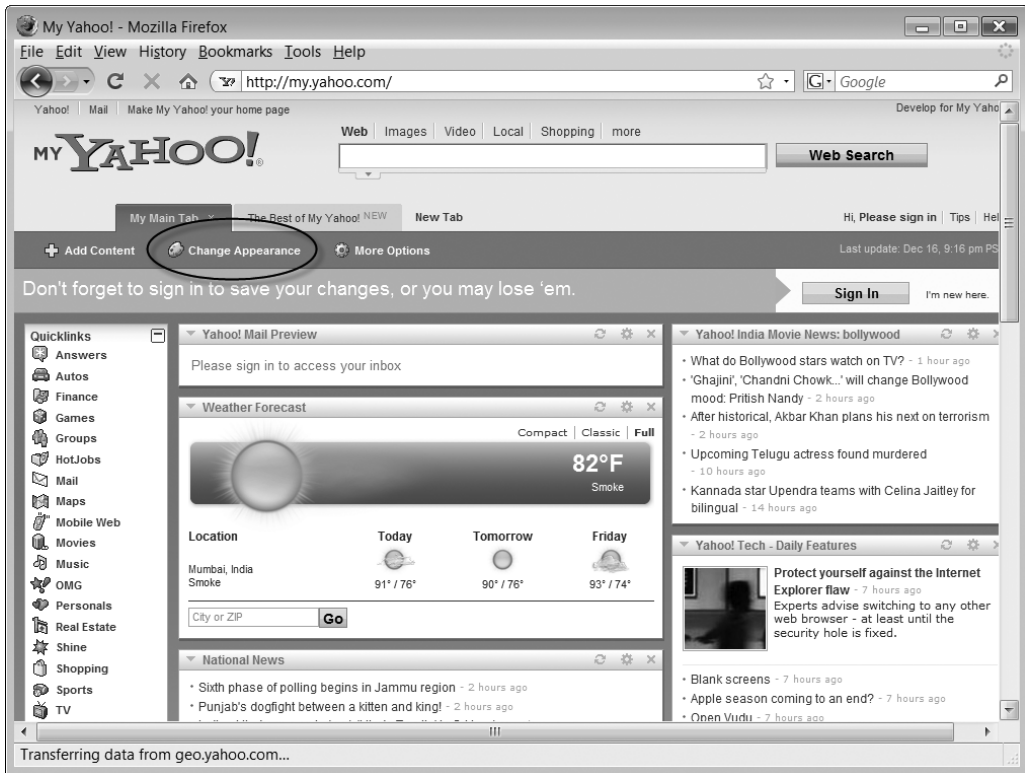 My Yahoo! - Mozilla Firefox
File Edit View History Bookmarks Tools Help
http://my.yahoo.com/
G Google
Yahoo! Mail Make My Yahoo! your home page
Develop for My Yaho
MY YAHOO!®
Web Images Video Local Shopping more
Web Search
My Main Tab × The Best of My Yahoo! NEW New Tab
Hi, Please sign in Tips Hel
Add Content Change Appearance More Options
Last update: Dec 16, 9:16 pm PS
Don't forget to sign in to save your changes, or you may lose 'em.
Sign In I'm new here.
Quicklinks
Answers
Autos
Finance
Games
Groups
HotJobs
Mail
Maps
Mobile Web
Movies
Music
OMG
Personals
Real Estate
Shine
Shopping
Sports
TV
Yahoo! Mail Preview
Please sign in to access your inbox
Weather Forecast
Compact | Classic | Full
82°F
Smoke
Location Today Tomorrow Friday
Mumbai, India
Smoke
91° / 76° 90° / 76° 93° / 74°
City or ZIP Go
National News
• Sixth phase of polling begins in Jammu region - 2 hours ago
• Punjab's dogfight between a kitten and king! - 2 hours ago
Yahoo! India Movie News: bollywood
• What do Bollywood stars watch on TV? - 1 hour ago
• 'Ghajini', 'Chandni Chowk...' will change Bollywood
mood: Pritish Nandy - 2 hours ago
• After historical, Akbar Khan plans his next on terrorism
- 2 hours ago
• Upcoming Telugu actress found murdered
- 10 hours ago
• Kannada star Upendra teams with Celina Jaitley for
bilingual - 14 hours ago
Yahoo! Tech - Daily Features
Protect yourself against the Internet
Explorer flaw - 7 hours ago
Experts advise switching to any other
web browser - at least until the
security hole is fixed.
• Blank screens - 7 hours ago
• Apple season coming to an end? - 7 hours ago
• Open Vudu - 7 hours ago
Transferring data from geo.yahoo.com...